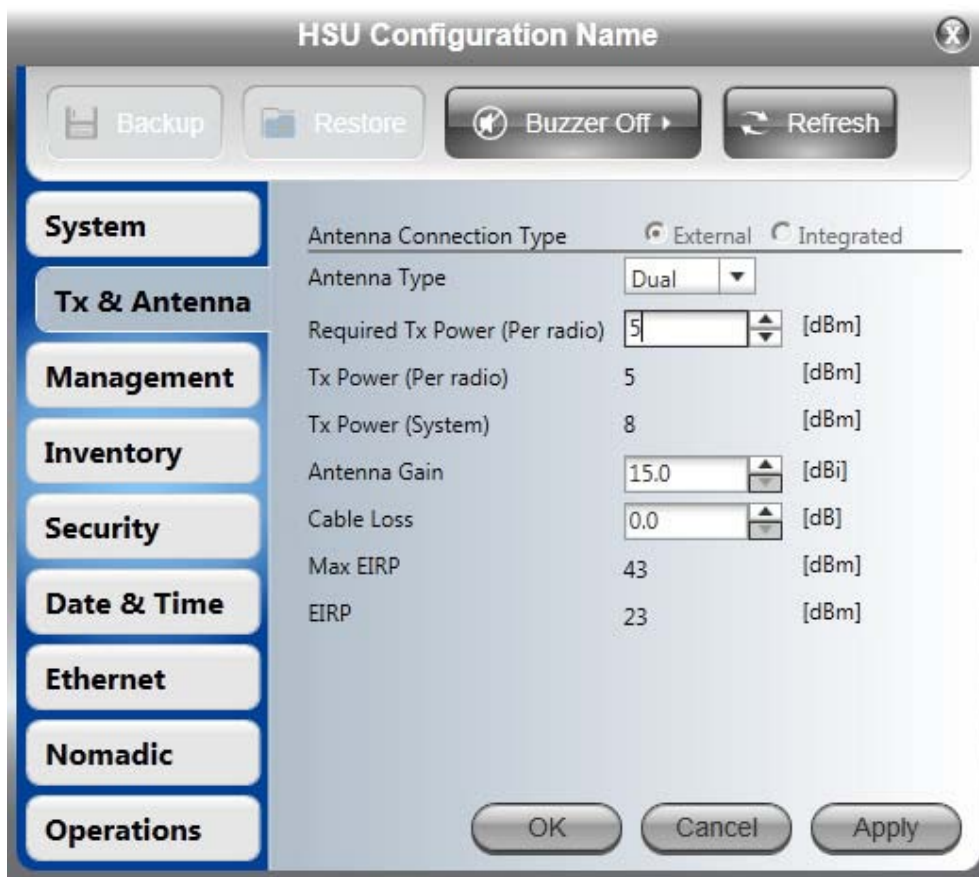 HSU Configuration Name
Backup
Restore
Buzzer Off
Refresh
System
Tx & Antenna
Management
Inventory
Security
Date & Time
Ethernet
Nomadic
Operations
Antenna Connection Type External Integrated
Antenna Type Dual
Required Tx Power (Per radio) 5 [dBm]
Tx Power (Per radio) 5 [dBm]
Tx Power (System) 8 [dBm]
Antenna Gain 15.0 [dBi]
Cable Loss 0.0 [dB]
Max EIRP 43 [dBm]
EIRP 23 [dBm]
OK Cancel Apply